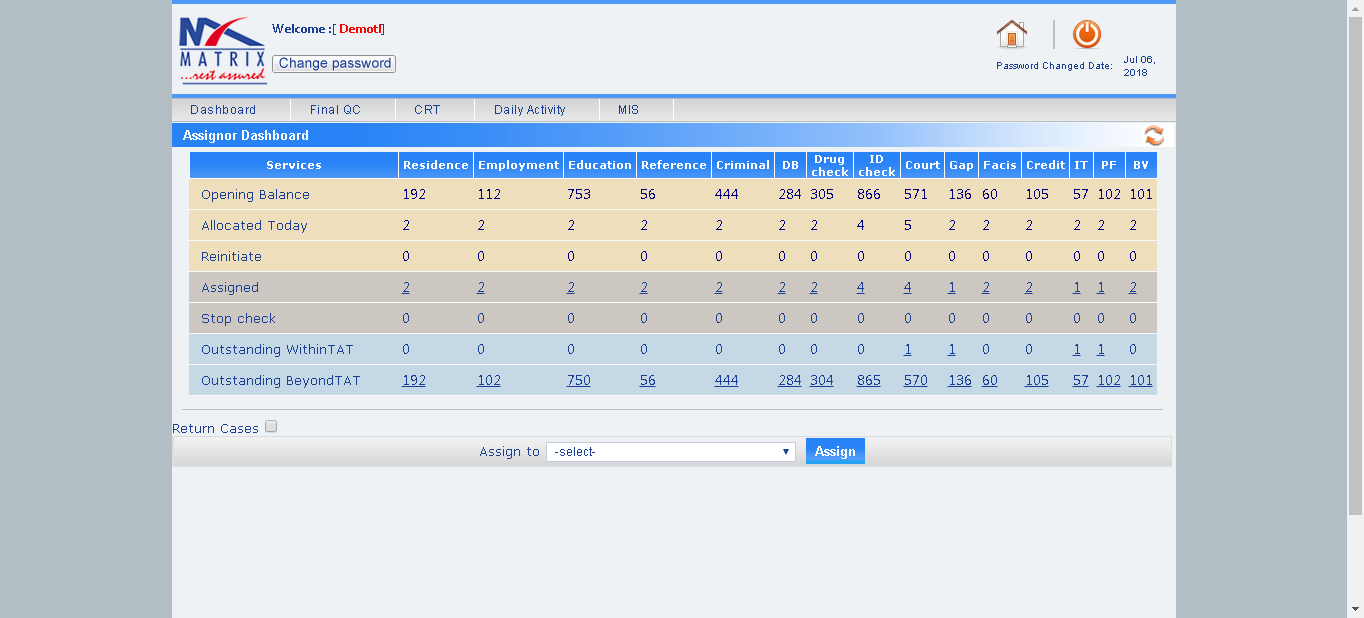 NX
MATRIX
...rest assured
Welcome :[ Demotl]
Change password
Password Changed Date: Jul 06, 2018
Dashboard Final QC CRT Daily Activity MIS
Assignor Dashboard
Services Residence Employment Education Reference Criminal DB Drug check ID check Court Gap Facis Credit IT PF BV
Opening Balance 192 112 753 56 444 284 305 866 571 136 60 105 57 102 101
Allocated Today 2 2 2 2 2 2 2 4 5 2 2 2 2 2 2
Reinitiate 0 0 0 0 0 0 0 0 0 0 0 0 0 0 0
Assigned 2 2 2 2 2 2 2 4 4 1 2 2 1 1 2
Stop check 0 0 0 0 0 0 0 0 0 0 0 0 0 0 0
Outstanding WithinTAT 0 0 0 0 0 0 0 0 1 1 0 0 1 1 0
Outstanding BeyondTAT 192 102 750 56 444 284 304 865 570 136 60 105 57 102 101
Return Cases
Assign to -select- Assign